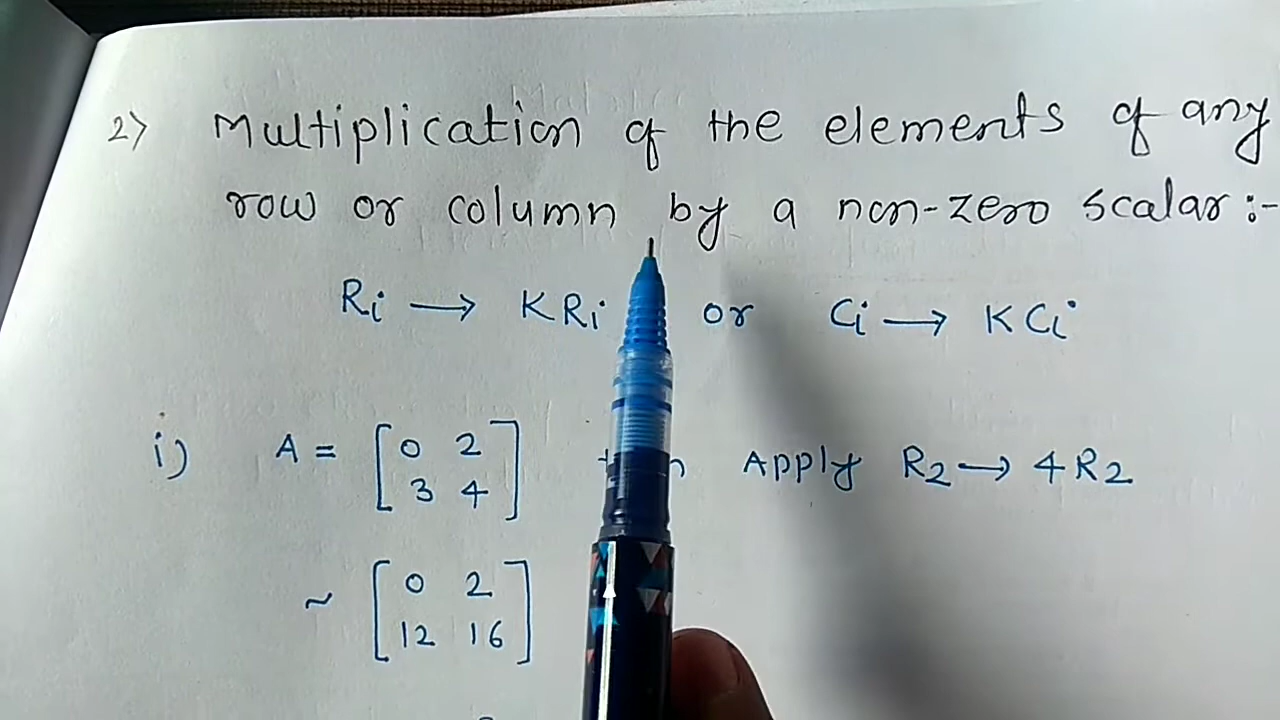 2) Multiplication of the elements of any
row or column by a non-zero scalar :-
Ri → KRi or Ci → KCi
i) A = [ 0 2 Apply R2 → 4R2
3 4 ]
~ [ 0 2
12 16 ]